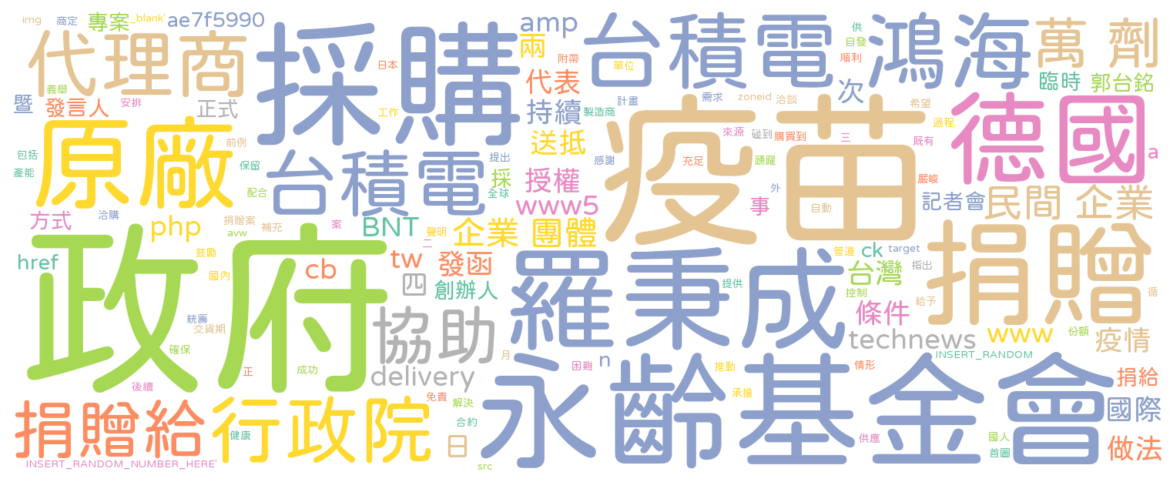 img
商定
專案
_blank'
ae7f5990
代理商
採購
amp
兩
台積電
鴻海
萬 劑
供
自發
順利
附帶
單位
日本
代表
臨時
郭台銘
義舉
暨
發言人
安排
正式
持續
製造商
計畫
需求
zoneid
洽談
次
希望
工作
原廠
前例
送抵
疫苗
來源
碰到
購買到
三
過程
既有
德國
a
包括
產能
保留
台積電
提出
感謝
充足
踴躍
嚴峻
配合
採
全球
授權
外
自動
事
記者會
民間 企業
方式
洽購
捐贈案
補充
案
www5
php
BNT
企業 團體
avw
聲明
二
捐贈
政府
鼓勵
href
國內
cb
tw
發函
羅秉成
管道
ck
target
指出
提供
台灣
四
創辦人
控制
給予
循
統籌
交貨期
協助
條件
www
份額
technews
疫情
確保
月
INSERT_RANDOM
n
困難
推動
情形
delivery
正
成功
後續
免責
解決
承擔
永齡基金會
捐給
捐贈給
行政院
日
合約
國際
健康
供應
國人
首圖
做法
INSERT_RANDOM_NUMBER_HERE'
src